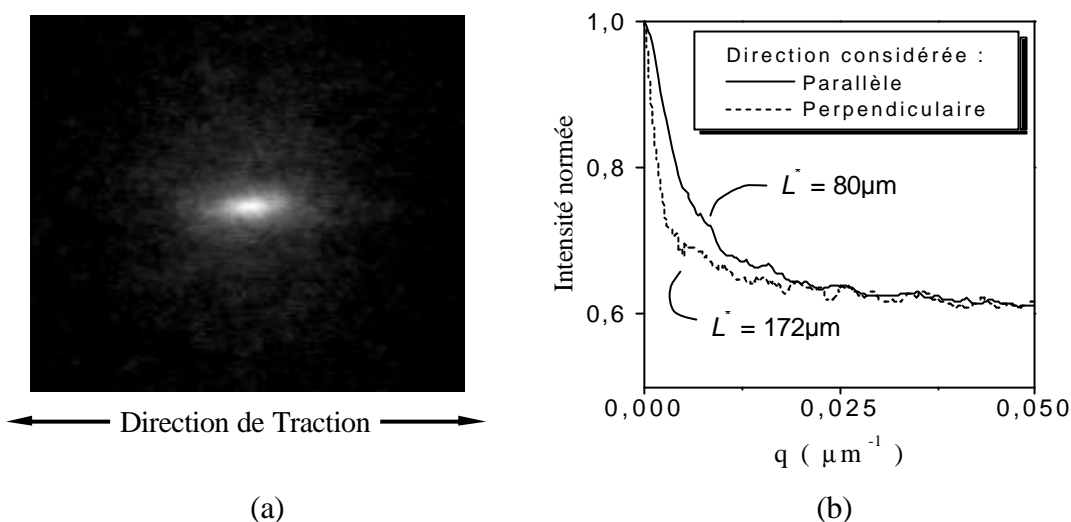 Direction de Traction
(a)
Intensité normée
1,0
0,8
0,6
Direction considérée :
Parallèle
Perpendiculaire
L* = 80µm
L* = 172µm
0,000
0,025
0,050
q ( µm⁻¹ )
(b)